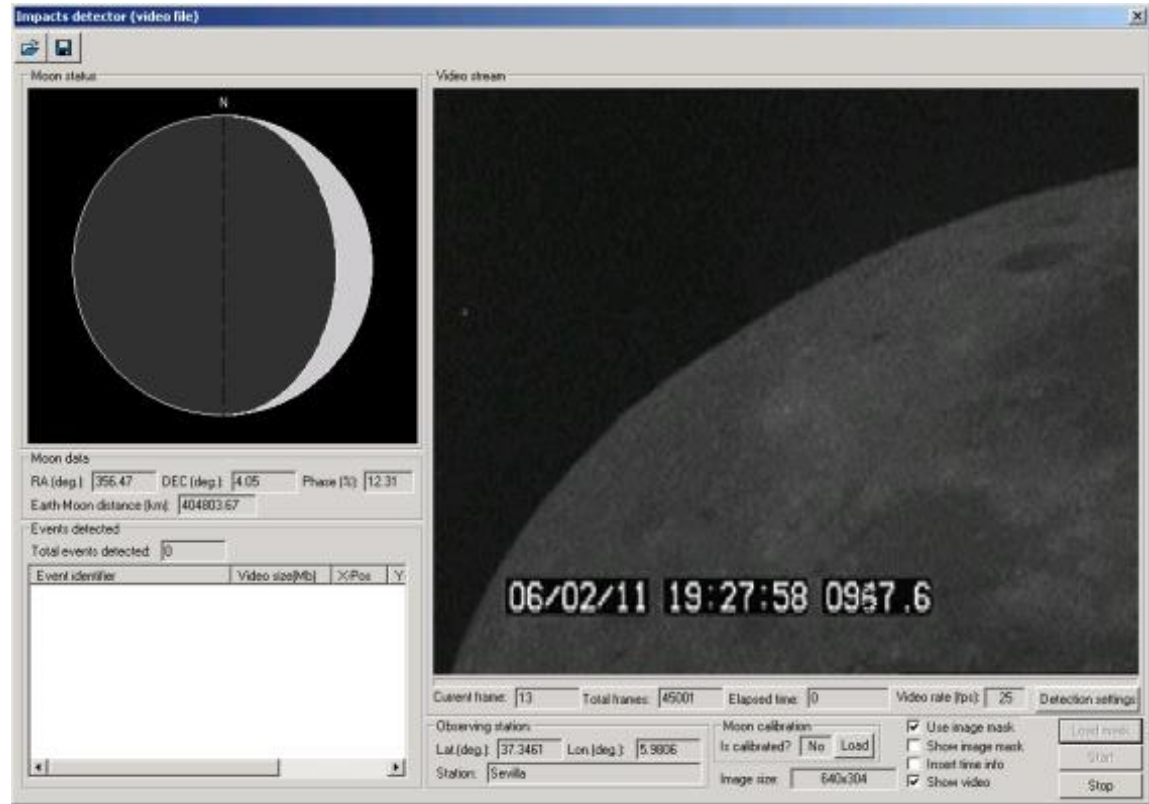 Impacts detector (video file)
Moon status
N
Video stream
06/02/11 19:27:58 0967.6
Moon data
RA (deg.): 356.47 DEC (deg.): 4.05 Phase (%): 12.31
Earth-Moon distance (km): 404803.67
Events detected
Total events detected: 0
Event identifier Video size(Mb) X-Pos Y
Current frame: 13 Total frames: 45001 Elapsed time: 0 Video rate (fps): 25 Detection settings
Observing station
Lat.(deg.): 37.3461 Lon.(deg.): 5.9806
Station: Sevilla
Moon calibration
Is calibrated? No Load
Image size: 640x304
Use image mask
Show image mask
Insert time info
Show video
Load mask
Start
Stop